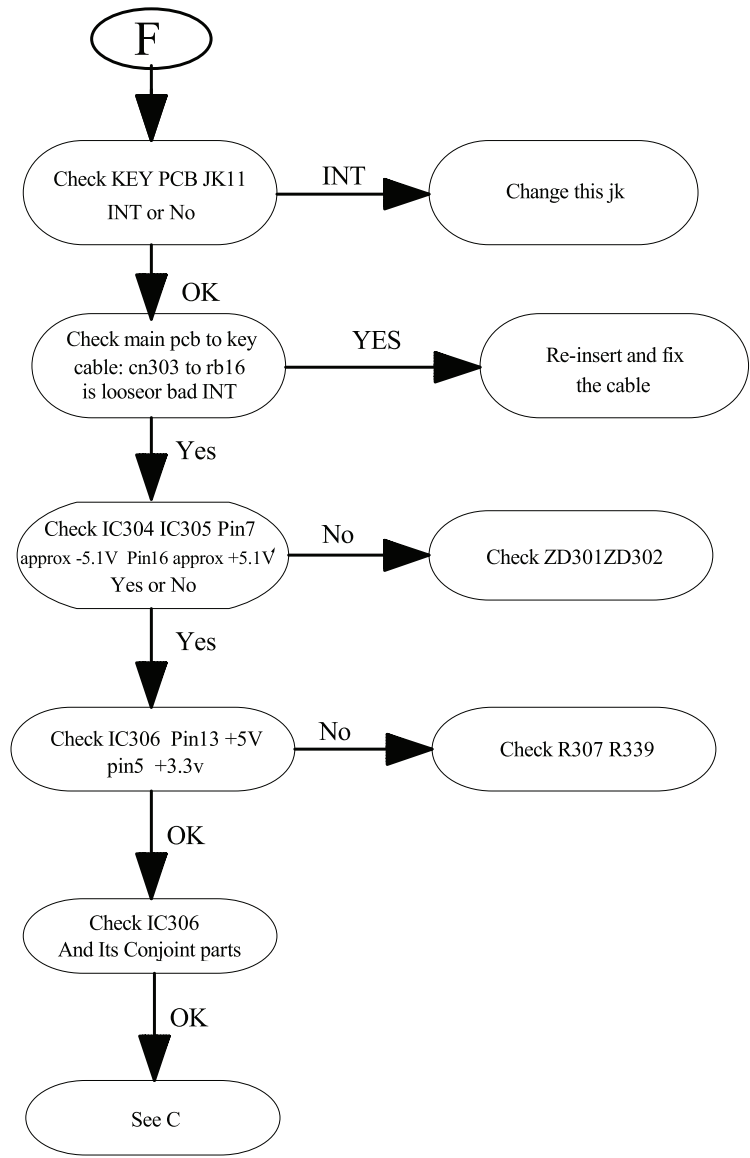 F
Check KEY PCB JK11
INT or No
INT
Change this jk
OK
Check main pcb to key
cable: cn303 to rb16
is looseor bad INT
YES
Re-insert and fix
the cable
Yes
Check IC304 IC305 Pin7
approx -5.1V Pin16 approx +5.1V
Yes or No
No
Check ZD301ZD302
Yes
Check IC306 Pin13 +5V
pin5 +3.3v
No
Check R307 R339
OK
Check IC306
And Its Conjoint parts
OK
See C